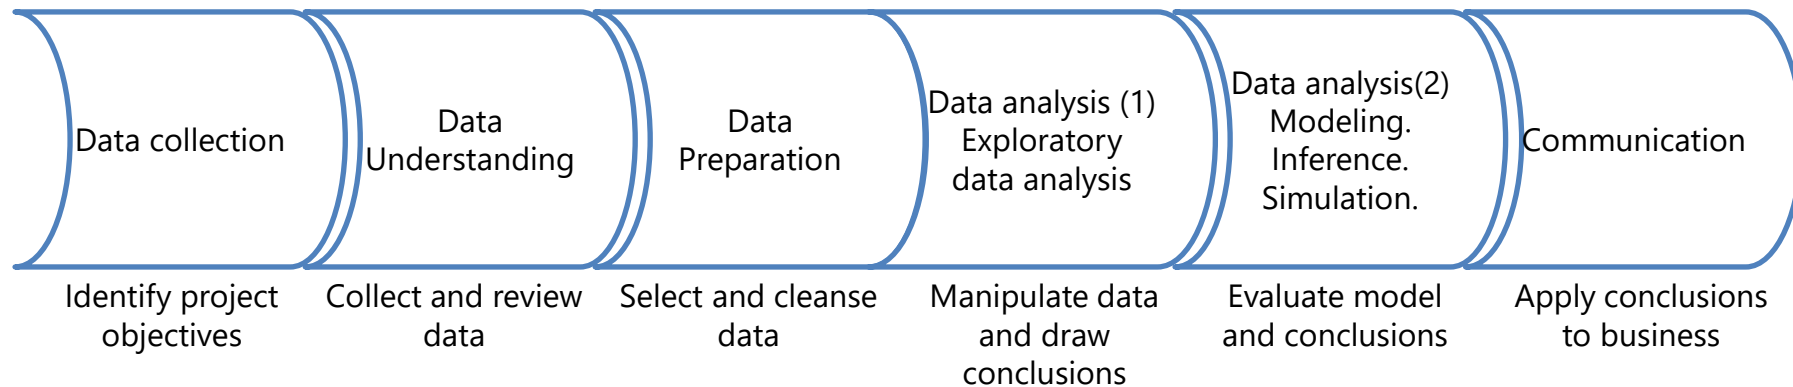 Data collection
Data
Understanding
Data
Preparation
Data analysis (1)
Exploratory
data analysis
Data analysis(2)
Modeling.
Inference.
Simulation.
Communication
Identify project
objectives
Collect and review
data
Select and cleanse
data
Manipulate data
and draw
conclusions
Evaluate model
and conclusions
Apply conclusions
to business